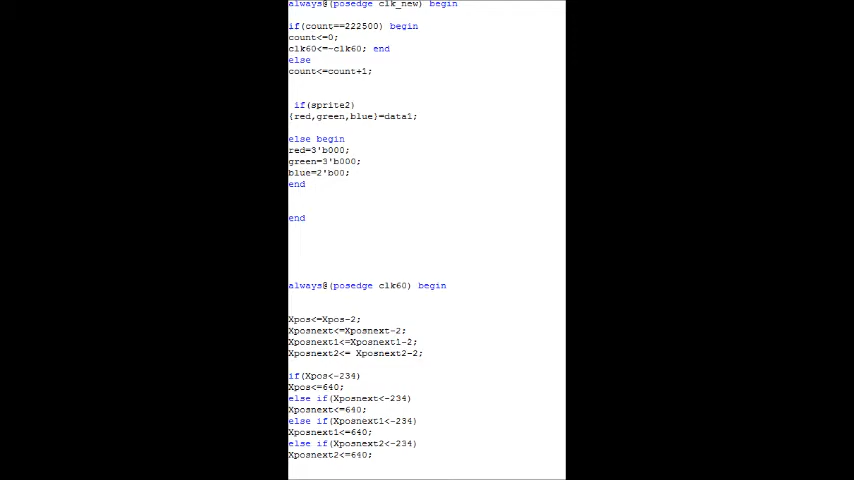 always@(posedge clk_new) begin
if(count==222500) begin
count<=0;
clk60<=~clk60; end
else
count<=count+1;
if(sprite2)
{red,green,blue}=data1;
else begin
red=3'b000;
green=3'b000;
blue=2'b00;
end
end
always@(posedge clk60) begin
Xpos<=Xpos-2;
Xposnext<=Xposnext-2;
Xposnext1<=Xposnext1-2;
Xposnext2<= Xposnext2-2;
if(Xpos<-234)
Xpos<=640;
else if(Xposnext<-234)
Xposnext<=640;
else if(Xposnext1<-234)
Xposnext1<=640;
else if(Xposnext2<-234)
Xposnext2<=640;